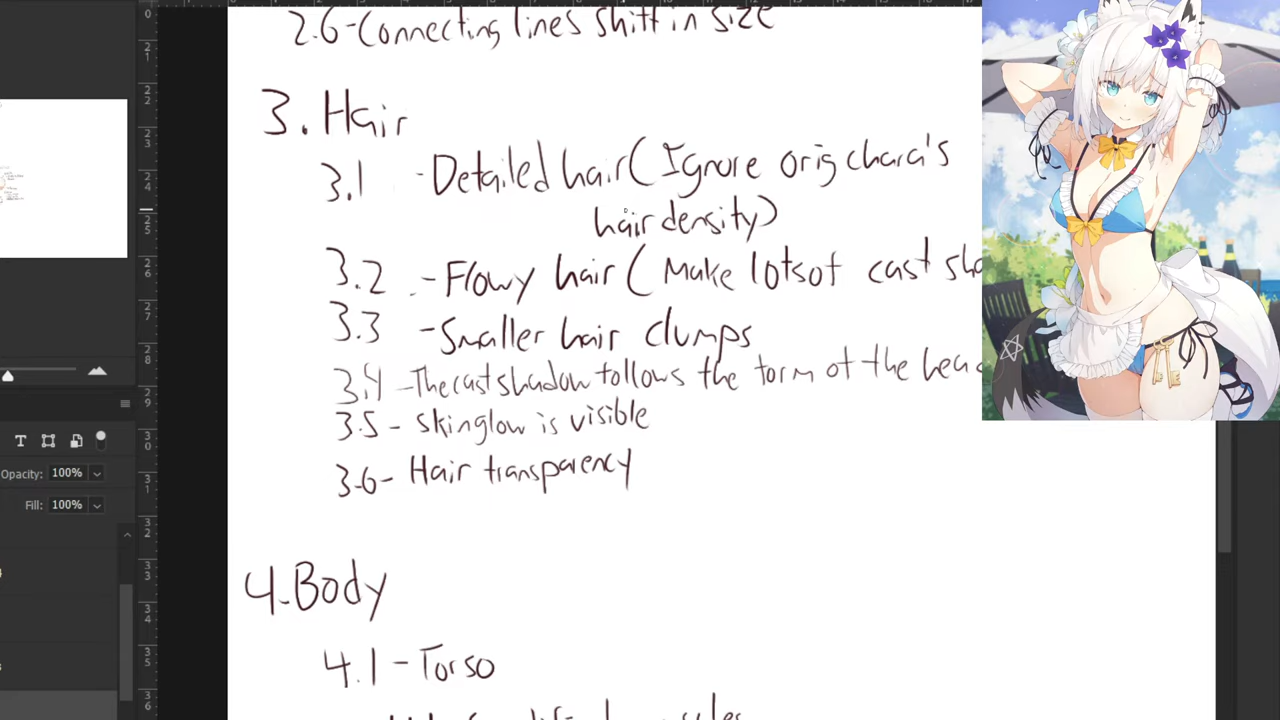 2.6-Connecting lines shift in size
3. Hair
3.1 -Detailed hair (Ignore orig chara's
hair density)
3.2 -Flowy hair (Make lots of cast
3.3 -Smaller hair clumps
3.4 -The cast shadow follows the form of the head
3.5 - Skinglow is visible
3.6- Hair transparency
4.Body
4.1 -Torso
Opacity: 100%
Fill: 100%